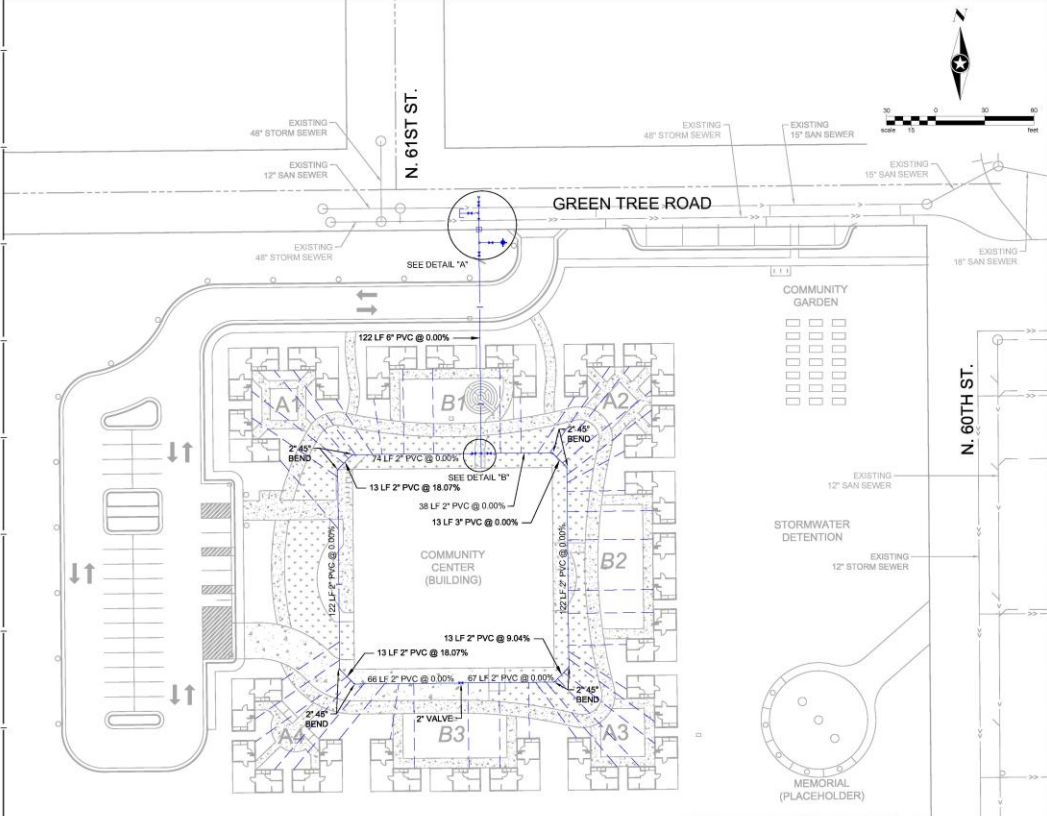 N
30
0
30
60
scale
15
feet
N. 61ST ST.
EXISTING
48" STORM SEWER
EXISTING
12" SAN SEWER
EXISTING
48" STORM SEWER
EXISTING
48" STORM SEWER
EXISTING
15" SAN SEWER
EXISTING
15" SAN SEWER
EXISTING
18" SAN SEWER
GREEN TREE ROAD
SEE DETAIL "A"
COMMUNITY
GARDEN
122 LF 6" PVC @ 0.00%
A1
B1
A2
2" 45°
BEND
2" 45°
BEND
74 LF 2" PVC @ 0.00%
SEE DETAIL "B"
13 LF 2" PVC @ 18.07%
38 LF 2" PVC @ 0.00%
13 LF 3" PVC @ 0.00%
N. 60TH ST.
EXISTING
12" SAN SEWER
STORMWATER
DETENTION
EXISTING
12" STORM SEWER
COMMUNITY
CENTER
(BUILDING)
B2
122 LF 2" PVC @ 0.00%
122 LF 2" PVC @ 0.00%
13 LF 2" PVC @ 9.04%
13 LF 2" PVC @ 18.07%
66 LF 2" PVC @ 0.00%
67 LF 2" PVC @ 0.00%
2" 45°
BEND
2" 45°
BEND
2" VALVE
A4
B3
A3
MEMORIAL
(PLACEHOLDER)